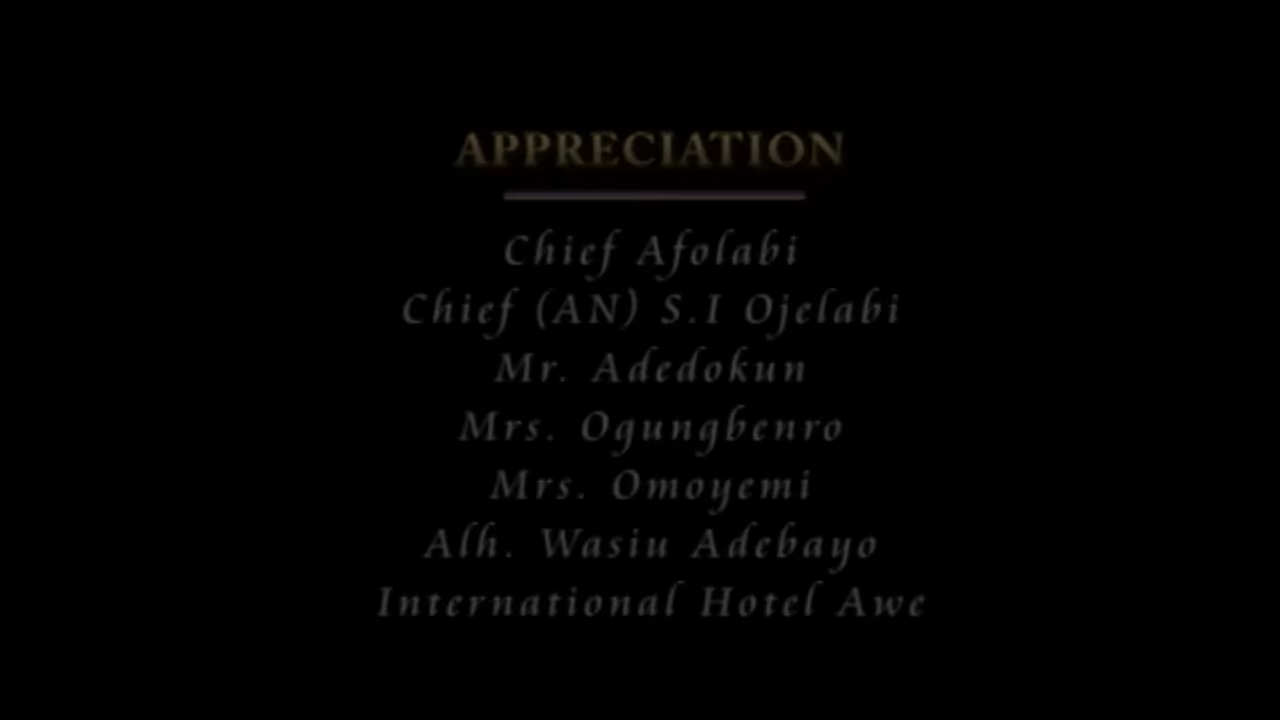 APPRECIATION
Chief Afolabi
Chief (AN) S.I Ojelabi
Mr. Adedokun
Mrs. Ogungbenro
Mrs. Omoyemi
Alh. Wasiu Adebayo
International Hotel Awe